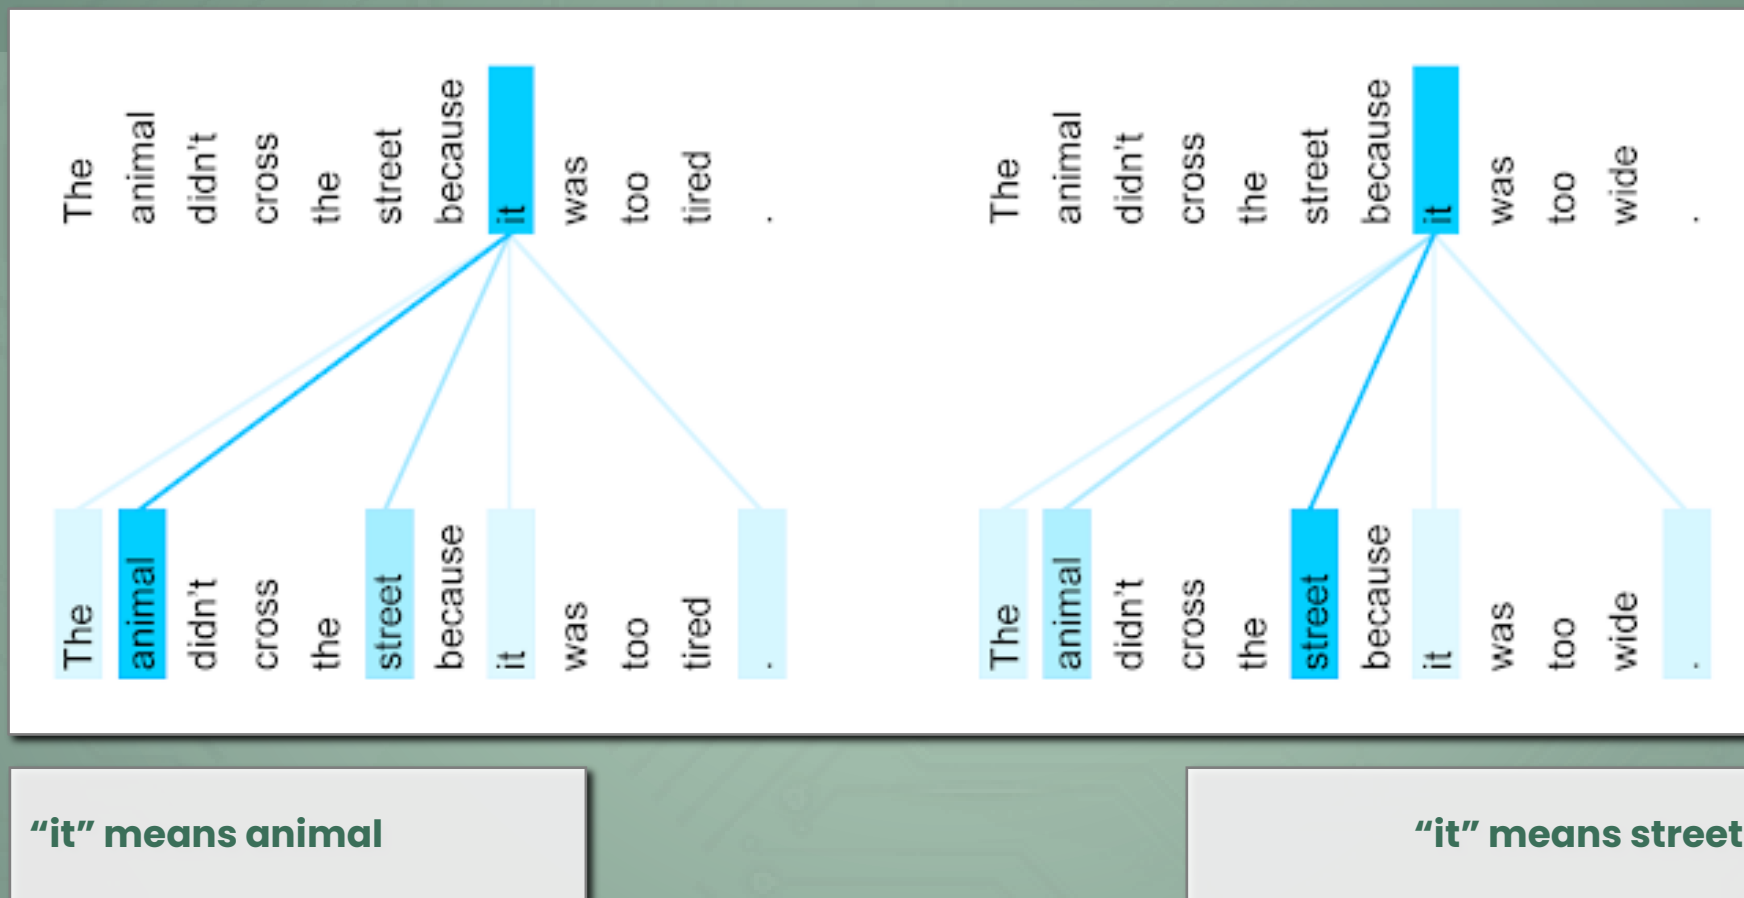 The animal didn't cross the street because it was too tired .
The animal didn't cross the street because it was too tired .
The animal didn't cross the street because it was too wide .
The animal didn't cross the street because it was too wide .
“it” means animal
“it” means street